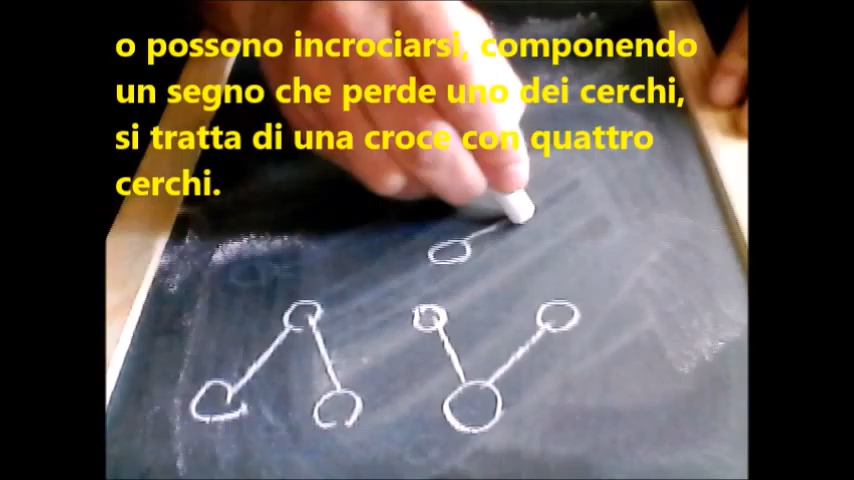 o possono incrociarsi, componendo
un segno che perde uno dei cerchi,
si tratta di una croce con quattro
cerchi.